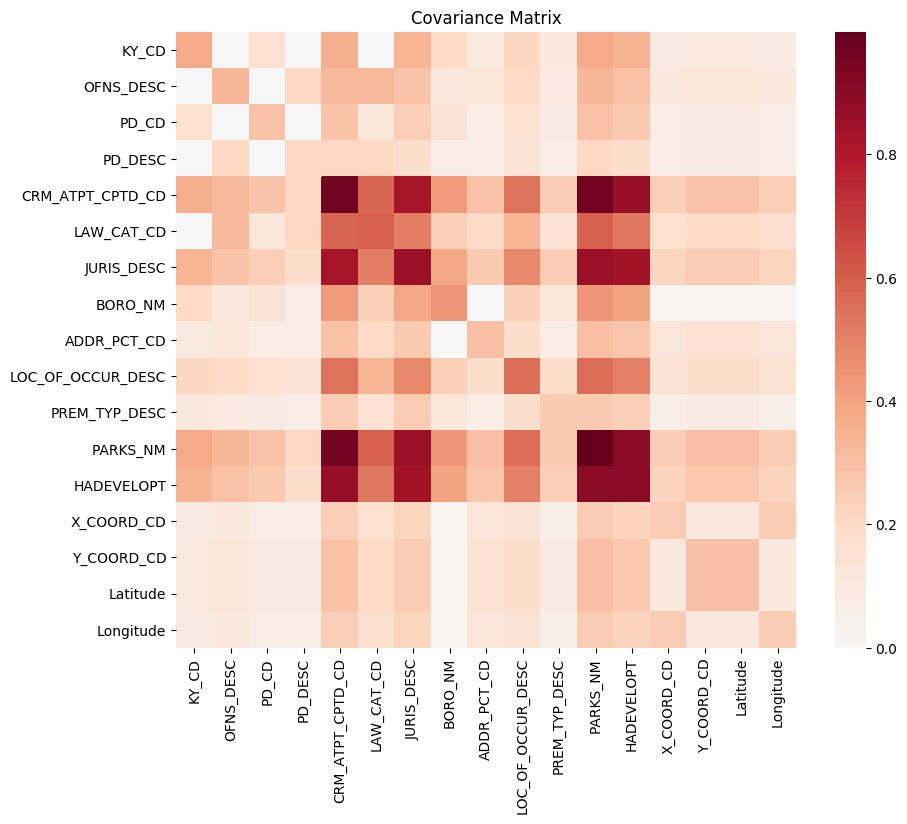 Covariance Matrix
KY_CD
OFNS_DESC
PD_CD
PD_DESC
CRM_ATPT_CPTD_CD
LAW_CAT_CD
JURIS_DESC
BORO_NM
ADDR_PCT_CD
LOC_OF_OCCUR_DESC
PREM_TYP_DESC
PARKS_NM
HADEVELOPT
X_COORD_CD
Y_COORD_CD
Latitude
Longitude
KY_CD
OFNS_DESC
PD_CD
PD_DESC
CRM_ATPT_CPTD_CD
LAW_CAT_CD
JURIS_DESC
BORO_NM
ADDR_PCT_CD
LOC_OF_OCCUR_DESC
PREM_TYP_DESC
PARKS_NM
HADEVELOPT
X_COORD_CD
Y_COORD_CD
Latitude
Longitude
0.8
0.6
0.4
0.2
0.0